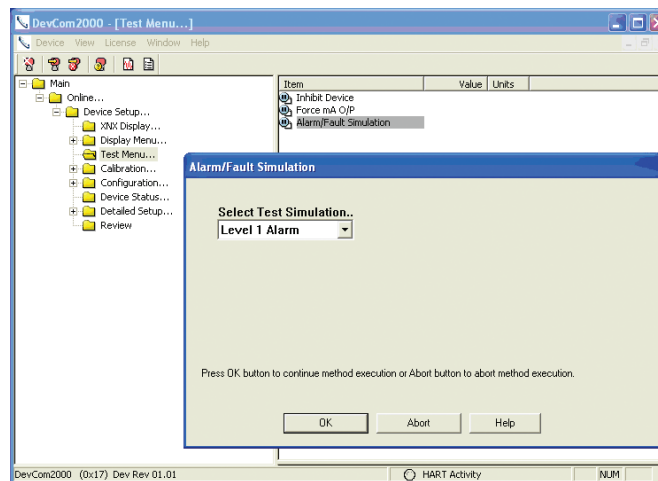 DevCom2000 - [Test Menu...]
Device View License Window Help
Main
Online...
Device Setup...
XNX Display...
Display Menu...
Test Menu...
Calibration...
Configuration...
Device Status...
Detailed Setup...
Review
Item Value Units
Inhibit Device
Force mA O/P
Alarm/Fault Simulation
Alarm/Fault Simulation
Select Test Simulation..
Level 1 Alarm
Press OK button to continue method execution or Abort button to abort method execution.
OK Abort Help
DevCom2000 (0x17) Dev Rev 01.01 HART Activity NUM